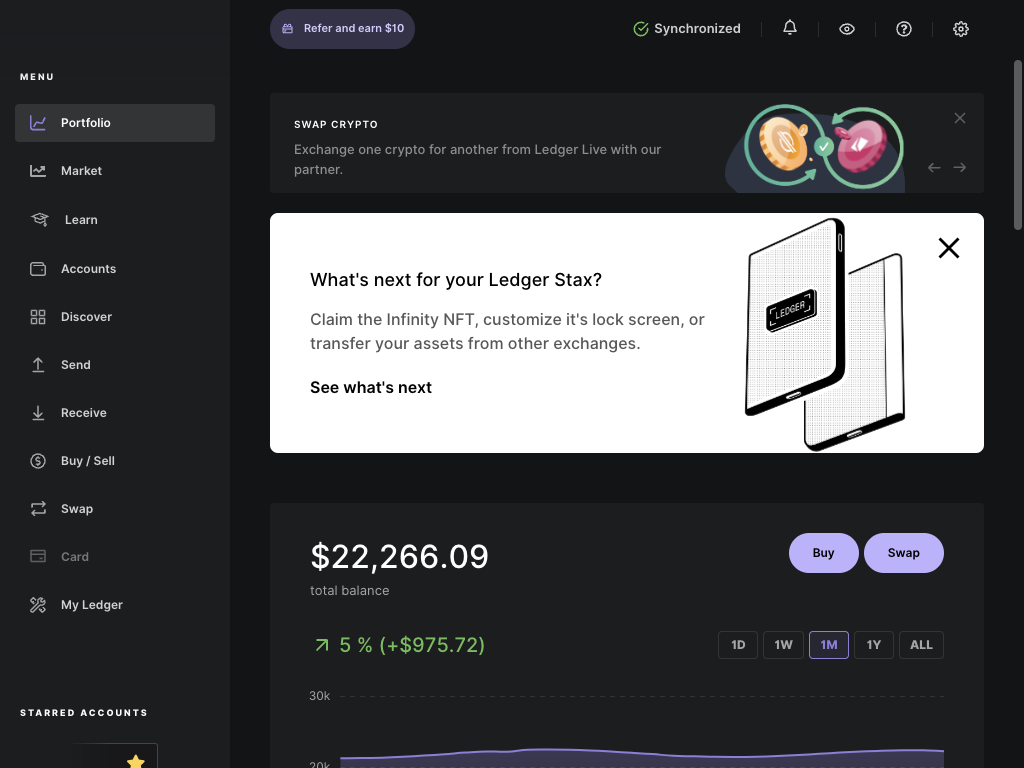 Refer and earn $10
Synchronized
MENU
Portfolio
Market
Learn
Accounts
Discover
Send
Receive
Buy / Sell
Swap
Card
My Ledger
STARRED ACCOUNTS
SWAP CRYPTO
Exchange one crypto for another from Ledger Live with our
partner.
What's next for your Ledger Stax?
Claim the Infinity NFT, customize it's lock screen, or
transfer your assets from other exchanges.
See what's next
LEDGER
$22,266.09
total balance
Buy
Swap
5 % (+$975.72)
1D
1W
1M
1Y
ALL
30k
20k